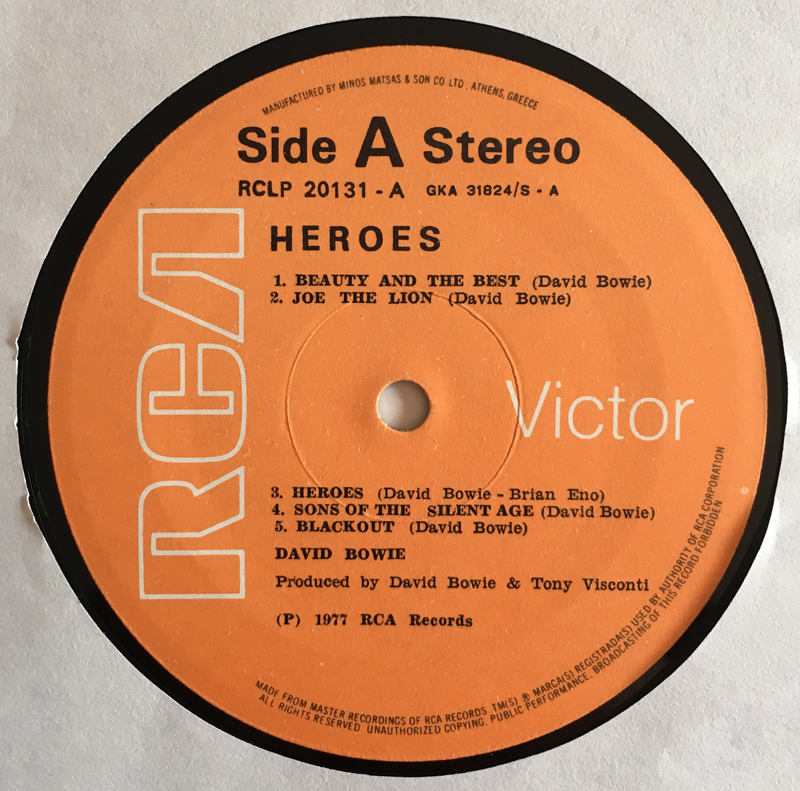 MANUFACTURED BY MINOS MATSAS & SON CO LTD., ATHENS, GREECE
Side A Stereo
RCLP 20131 - A GKA 31824/S - A
HEROES
1. BEAUTY AND THE BEST (David Bowie)
2. JOE THE LION (David Bowie)
RCA
Victor
3. HEROES (David Bowie - Brian Eno)
4. SONS OF THE SILENT AGE (David Bowie)
5. BLACKOUT (David Bowie)
DAVID BOWIE
Produced by David Bowie & Tony Visconti
(P) 1977 RCA Records
MADE FROM MASTER RECORDINGS OF RCA RECORDS TM(S) ® MARCA(S) REGISTRADA(S) USED BY AUTHORITY OF RCA CORPORATION
ALL RIGHTS RESERVED UNAUTHORIZED COPYING, PUBLIC PERFORMANCE, BROADCASTING OF THIS RECORD FORBIDDEN